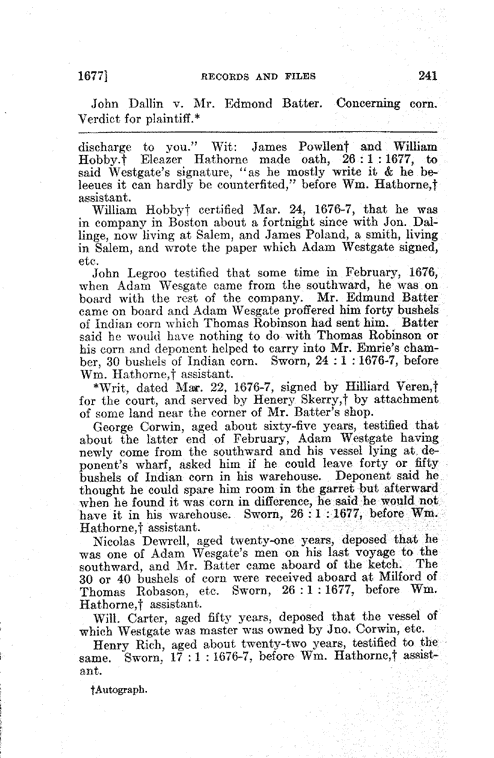 1677] RECORDS AND FILES 241
John Dallin v. Mr. Edmond Batter. Concerning corn.
Verdict for plaintiff.*
discharge to you." Wit: James Powllen† and William
Hobby.† Eleazer Hathorne made oath, 26 : 1 : 1677, to
said Westgate's signature, "as he mostly write it & he be-
leeues it can hardly be counterfited," before Wm. Hathorne,†
assistant.
William Hobby† certified Mar. 24, 1676-7, that he was
in company in Boston about a fortnight since with Jon. Dal-
linge, now living at Salem, and James Poland, a smith, living
in Salem, and wrote the paper which Adam Westgate signed,
etc.
John Legroo testified that some time in February, 1676,
when Adam Wesgate came from the southward, he was on
board with the rest of the company. Mr. Edmund Batter
came on board and Adam Wesgate proffered him forty bushels
of Indian corn which Thomas Robinson had sent him. Batter
said he would have nothing to do with Thomas Robinson or
his corn and deponent helped to carry into Mr. Emrie's cham-
ber, 30 bushels of Indian corn. Sworn, 24 : 1 : 1676-7, before
Wm. Hathorne,† assistant.
*Writ, dated Mar. 22, 1676-7, signed by Hilliard Veren,†
for the court, and served by Henery Skerry,† by attachment
of some land near the corner of Mr. Batter's shop.
George Corwin, aged about sixty-five years, testified that
about the latter end of February, Adam Westgate having
newly come from the southward and his vessel lying at de-
ponent's wharf, asked him if he could leave forty or fifty
bushels of Indian corn in his warehouse. Deponent said he
thought he could spare him room in the garret but afterward
when he found it was corn in difference, he said he would not
have it in his warehouse. Sworn, 26 : 1 : 1677, before Wm.
Hathorne,† assistant.
Nicolas Dewrell, aged twenty-one years, deposed that he
was one of Adam Wesgate's men on his last voyage to the
southward, and Mr. Batter came aboard of the ketch. The
30 or 40 bushels of corn were received aboard at Milford of
Thomas Robason, etc. Sworn, 26 : 1 : 1677, before Wm.
Hathorne,† assistant.
Will. Carter, aged fifty years, deposed that the vessel of
which Westgate was master was owned by Jno. Corwin, etc.
Henry Rich, aged about twenty-two years, testified to the
same. Sworn, 17 : 1 : 1676-7, before Wm. Hathorne,† assist-
ant.
†Autograph.